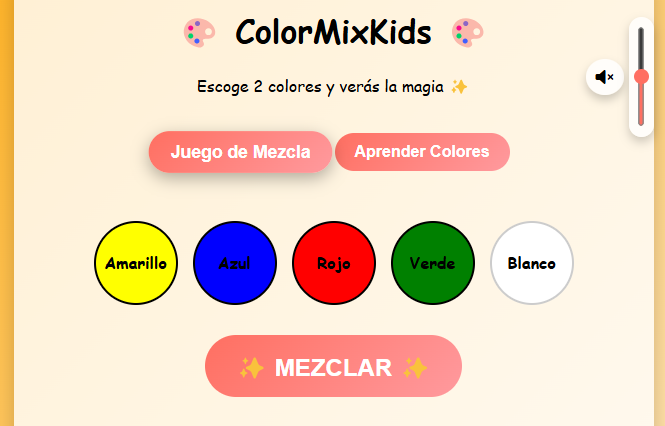 ColorMixKids
Escoge 2 colores y verás la magia ✨
Juego de Mezcla Aprender Colores
Amarillo Azul Rojo Verde Blanco
✨ MEZCLAR ✨